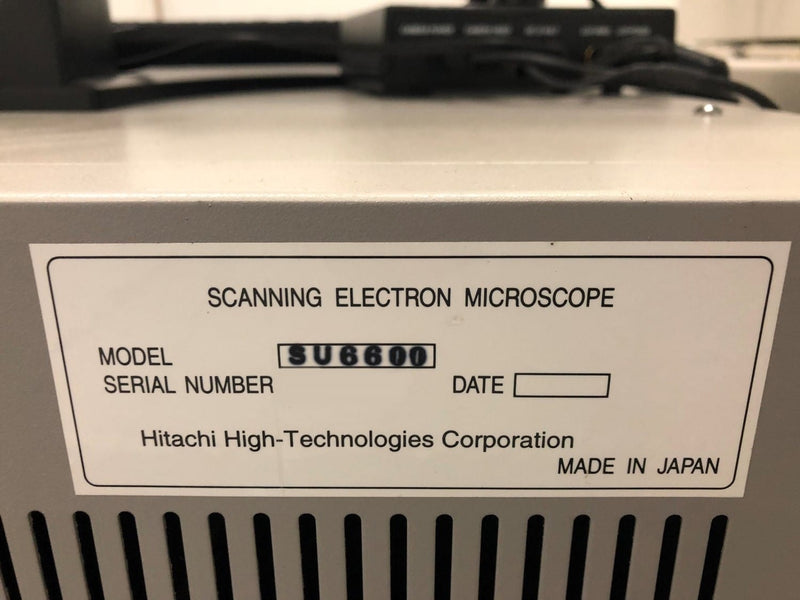 SCANNING ELECTRON MICROSCOPE
MODEL SU6600
SERIAL NUMBER DATE
Hitachi High-Technologies Corporation
MADE IN JAPAN